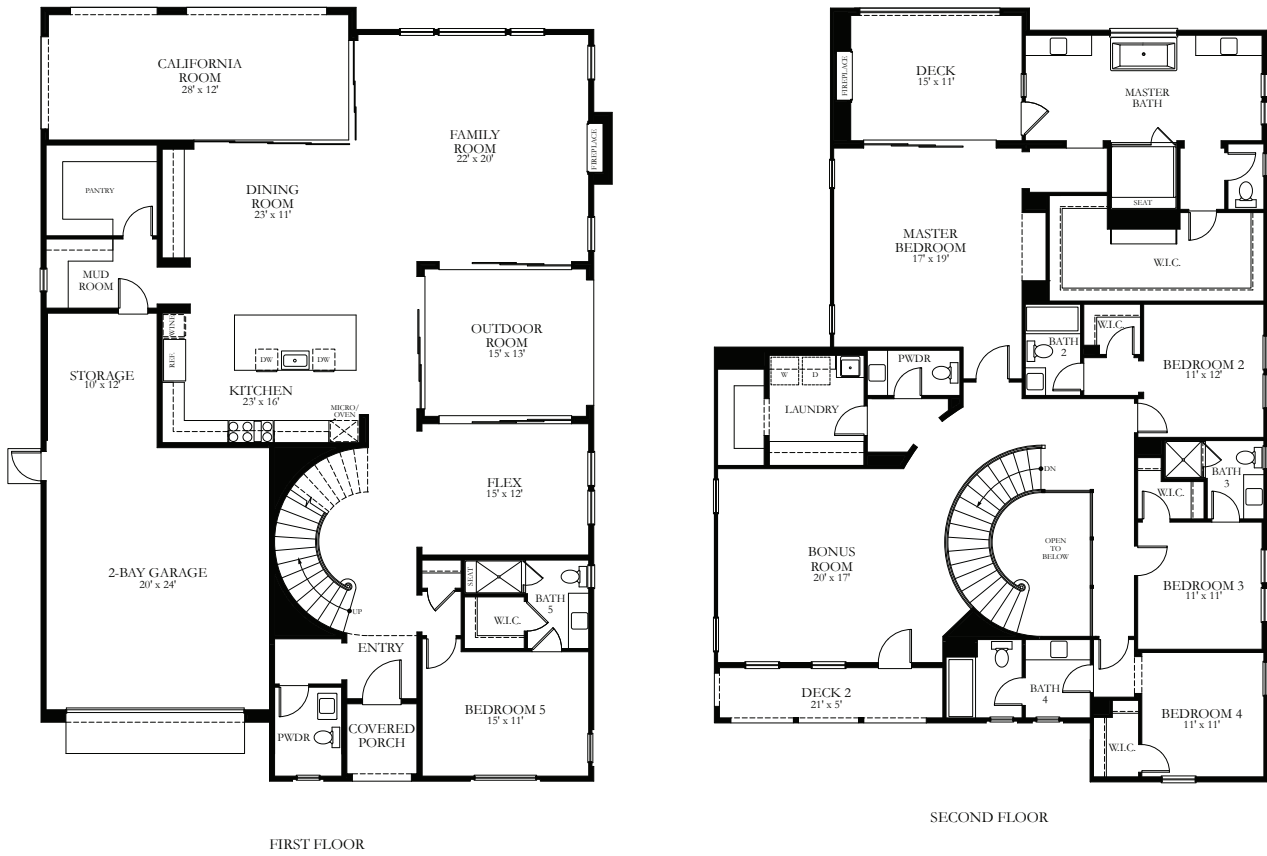 CALIFORNIA
ROOM
28' x 12'
FAMILY
ROOM
22' x 20'
FIREPLACE
PANTRY
DINING
ROOM
23' x 11'
MUD
ROOM
WINE
REF.
DW
DW
OUTDOOR
ROOM
15' x 13'
STORAGE
10' x 12'
KITCHEN
23' x 16'
MICRO/
OVEN
FLEX
15' x 12'
2-BAY GARAGE
20' x 24'
SEAT
BATH
5
UP
W.I.C.
ENTRY
BEDROOM 5
15' x 11'
PWDR
COVERED
PORCH
FIRST FLOOR
FIREPLACE
DECK
15' x 11'
MASTER
BATH
SEAT
MASTER
BEDROOM
17' x 19'
W.I.C.
W.I.C.
BATH
2
PWDR
BEDROOM 2
11' x 12'
W
D
LAUNDRY
DN
BATH
3
W.I.C.
OPEN
TO
BELOW
BONUS
ROOM
20' x 17'
BEDROOM 3
11' x 11'
DECK 2
21' x 5'
BATH
4
BEDROOM 4
11' x 11'
W.I.C.
SECOND FLOOR